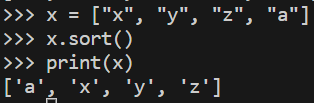 >>> x = ["x", "y", "z", "a"]
>>> x.sort()
>>> print(x)
['a', 'x', 'y', 'z']